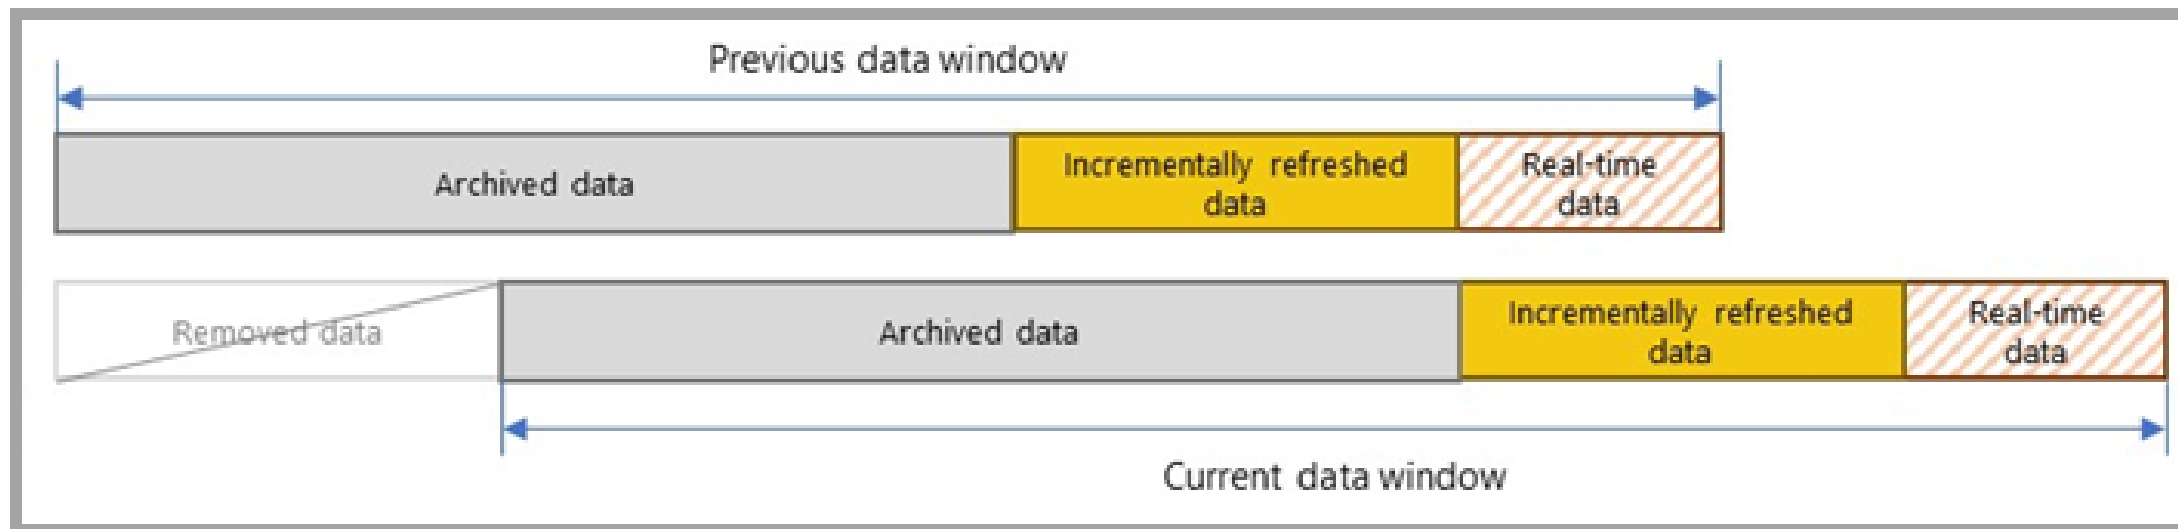 Previous data window
Archived data
Incrementally refreshed
data
Real-time
data
Removed data
Archived data
Incrementally refreshed
data
Real-time
data
Current data window